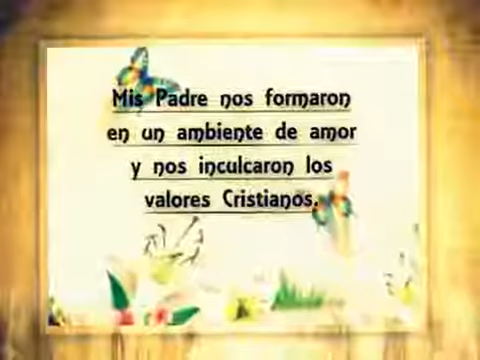 Mis Padre nos formaron
en un ambiente de amor
y nos inculcaron los
valores Cristianos.